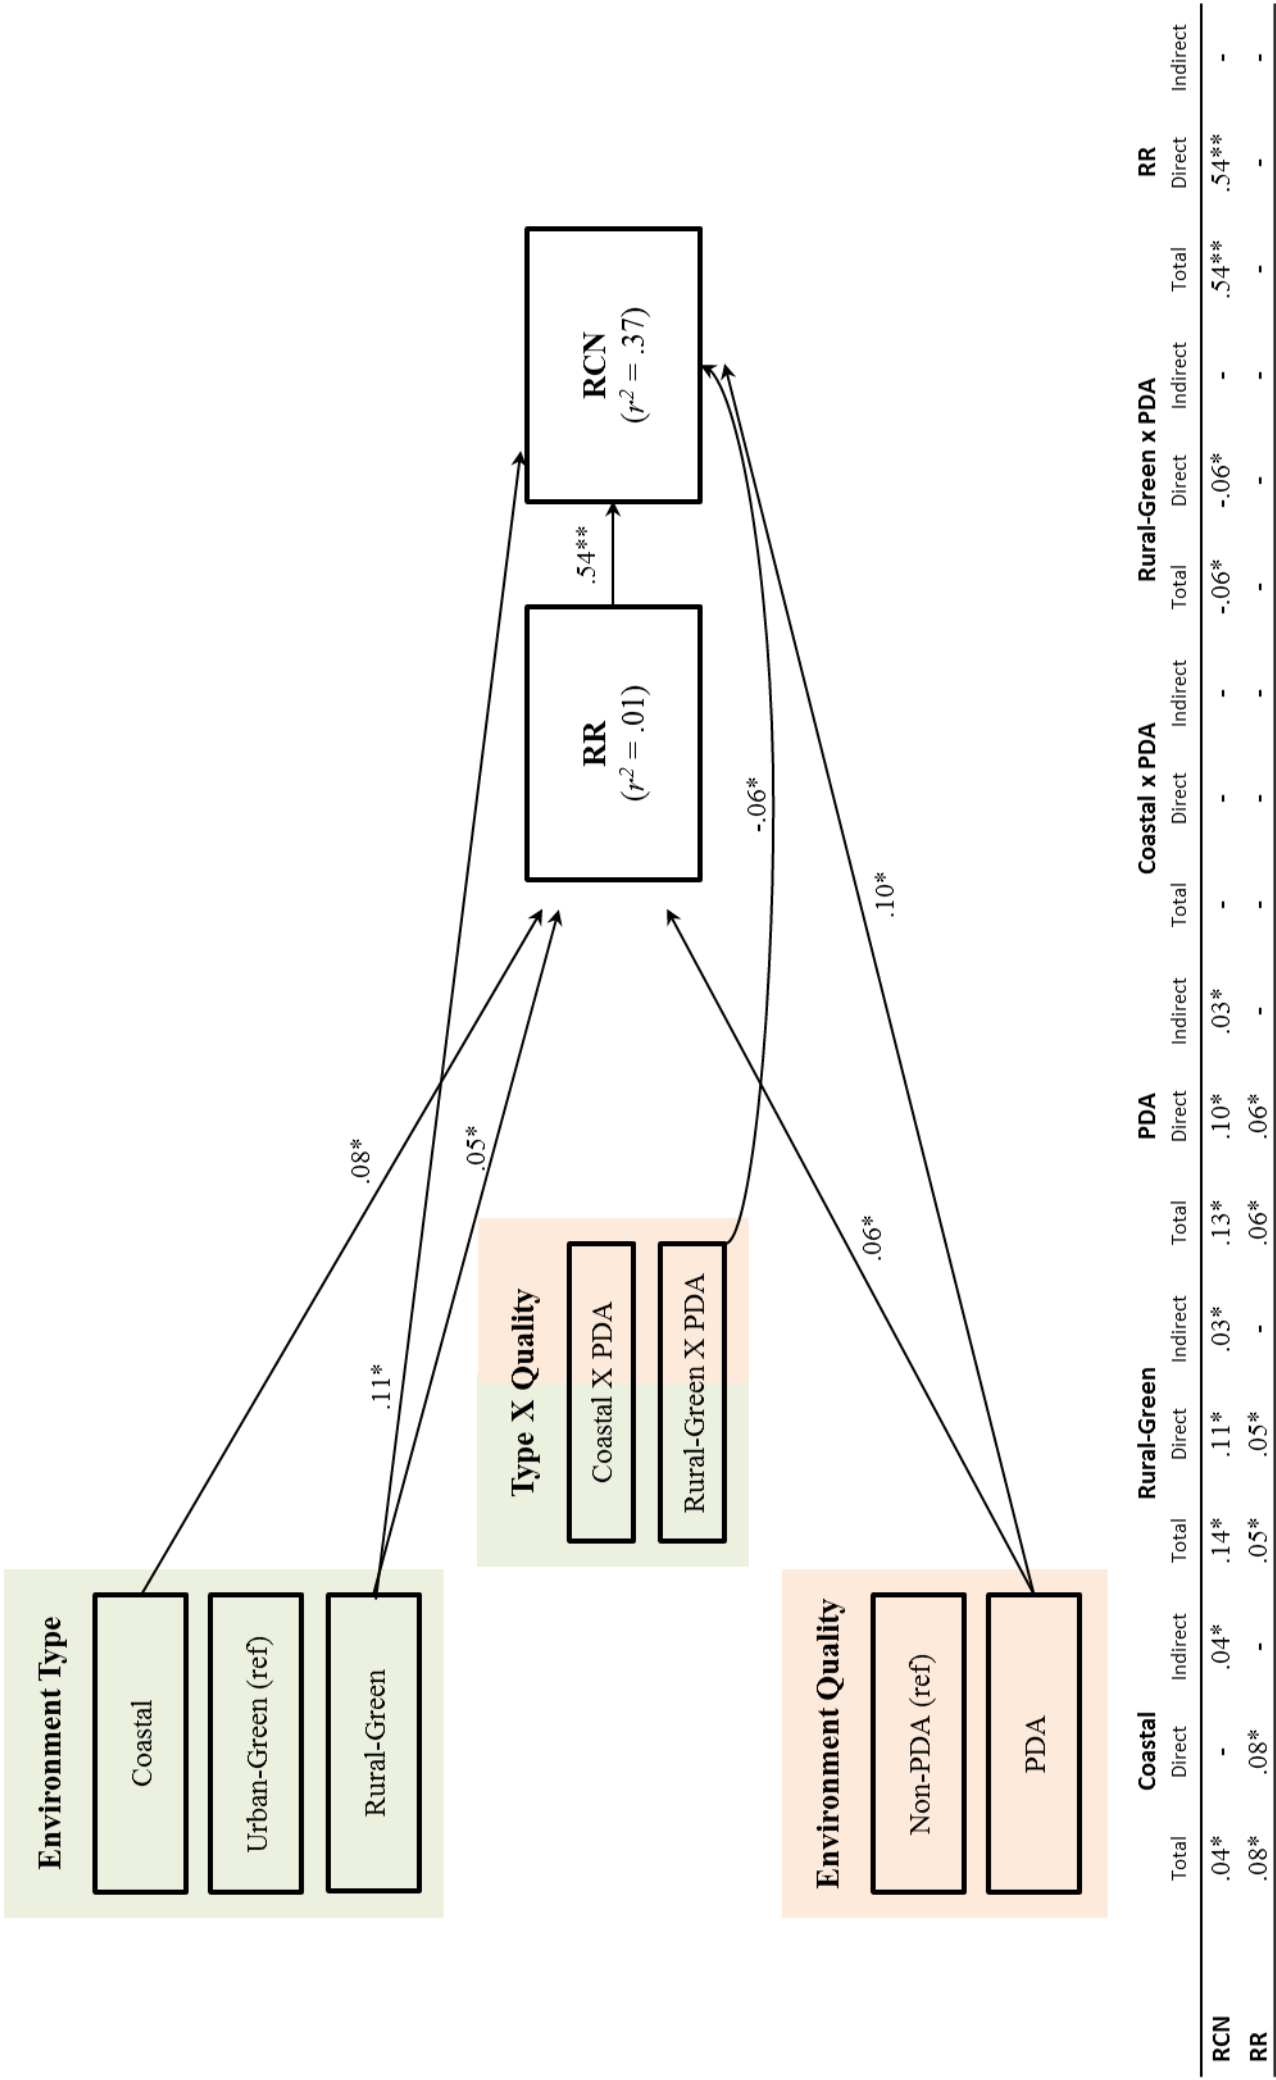 Environment Type
Coastal
Urban-Green (ref)
Rural-Green
Type X Quality
Coastal X PDA
Rural-Green X PDA
Environment Quality
Non-PDA (ref)
PDA
.08*
.11*
.05*
-.06*
.06*
.10*
RR
(r² = .01)
.54**
RCN
(r² = .37)
Coastal Rural-Green PDA Coastal x PDA Rural-Green x PDA RR
Total Direct Indirect Total Direct Indirect Total Direct Indirect Total Direct Indirect Total Direct Indirect Total Direct Indirect
RCN .04* - .04* .14* .11* .03* .13* .10* .03* - - - -.06* -.06* - .54** .54** -
RR .08* .08* - .05* .05* - .06* .06* - - - - - - - - - -